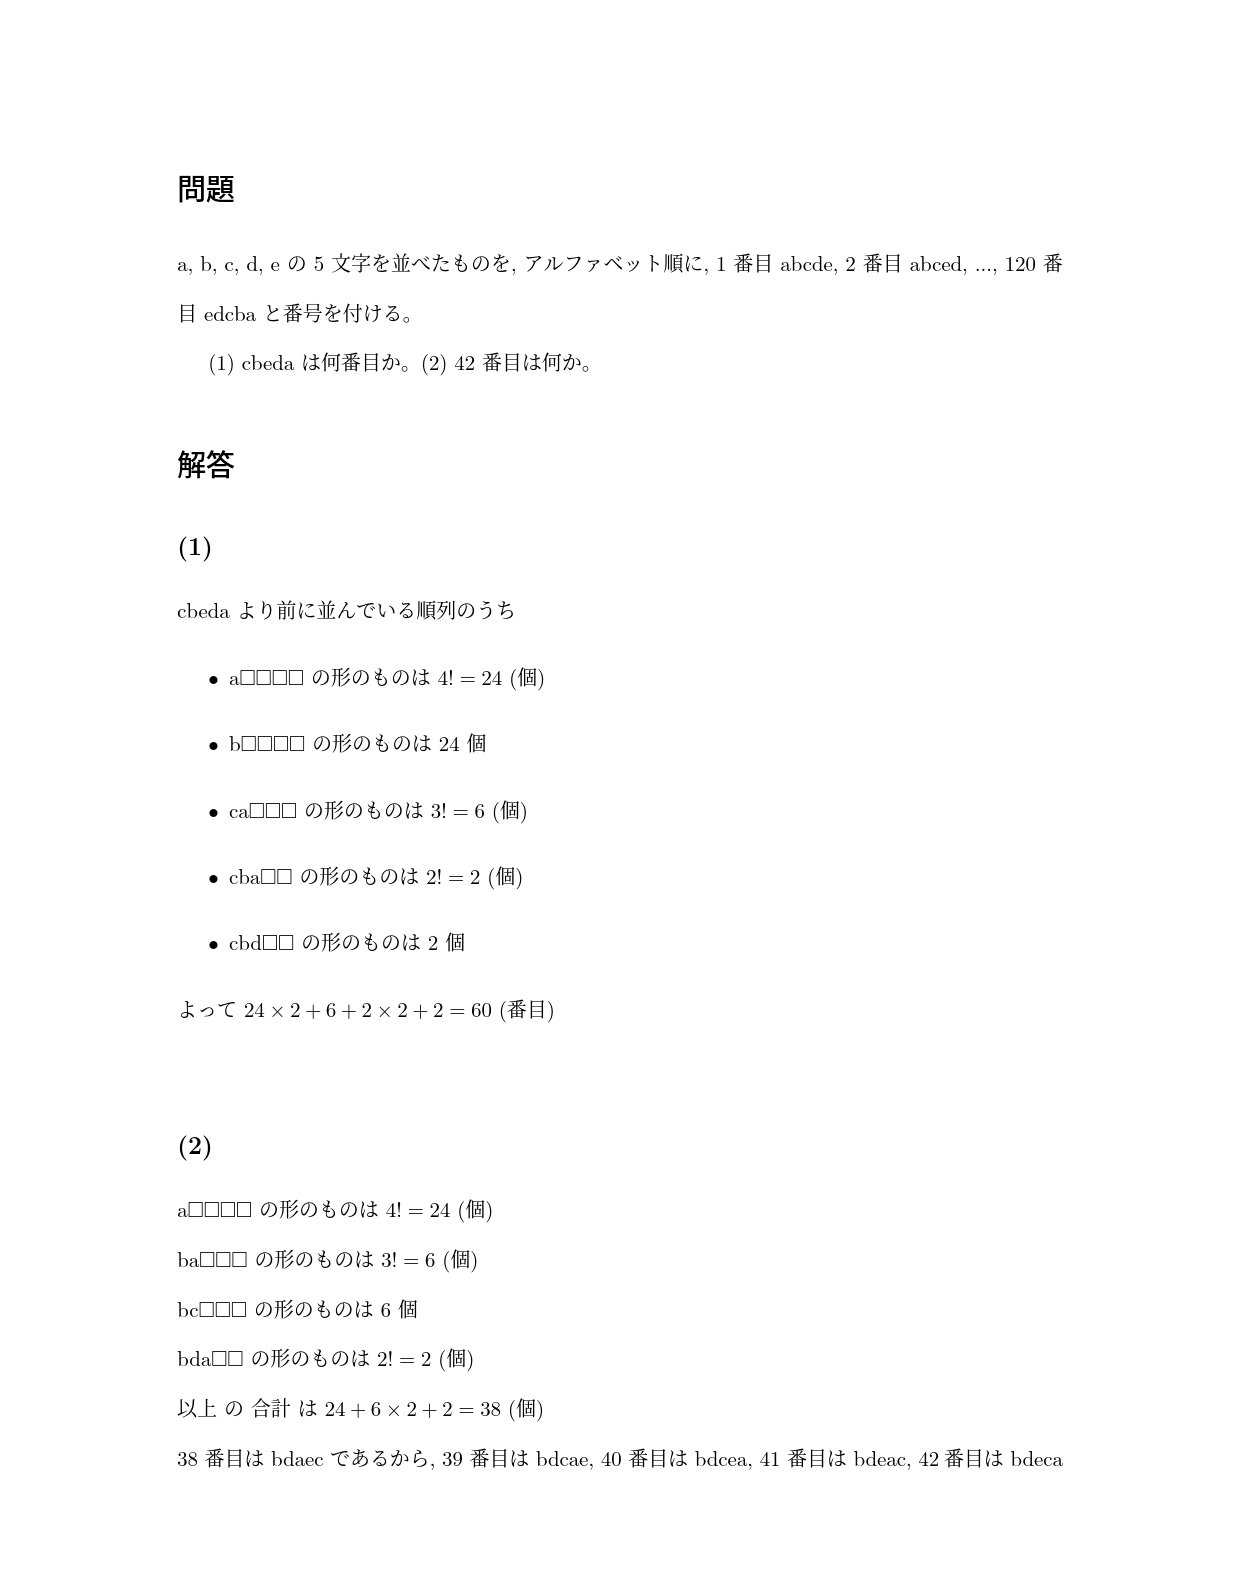 問題
a, b, c, d, e の 5 文字を並べたものを, アルファベット順に, 1 番目 abcde, 2 番目 abced, ..., 120 番
目 edcba と番号を付ける。
(1) cbeda は何番目か。(2) 42 番目は何か。
解答
(1)
cbeda より前に並んでいる順列のうち
• a□□□□ の形のものは 4! = 24 (個)
• b□□□□ の形のものは 24 個
• ca□□□ の形のものは 3! = 6 (個)
• cba□□ の形のものは 2! = 2 (個)
• cbd□□ の形のものは 2 個
よって 24 × 2 + 6 + 2 × 2 + 2 = 60 (番目)
(2)
a□□□□ の形のものは 4! = 24 (個)
ba□□□ の形のものは 3! = 6 (個)
bc□□□ の形のものは 6 個
bda□□ の形のものは 2! = 2 (個)
以上 の 合計 は 24 + 6 × 2 + 2 = 38 (個)
38 番目は bdaec であるから, 39 番目は bdcae, 40 番目は bdcea, 41 番目は bdeac, 42 番目は bdeca